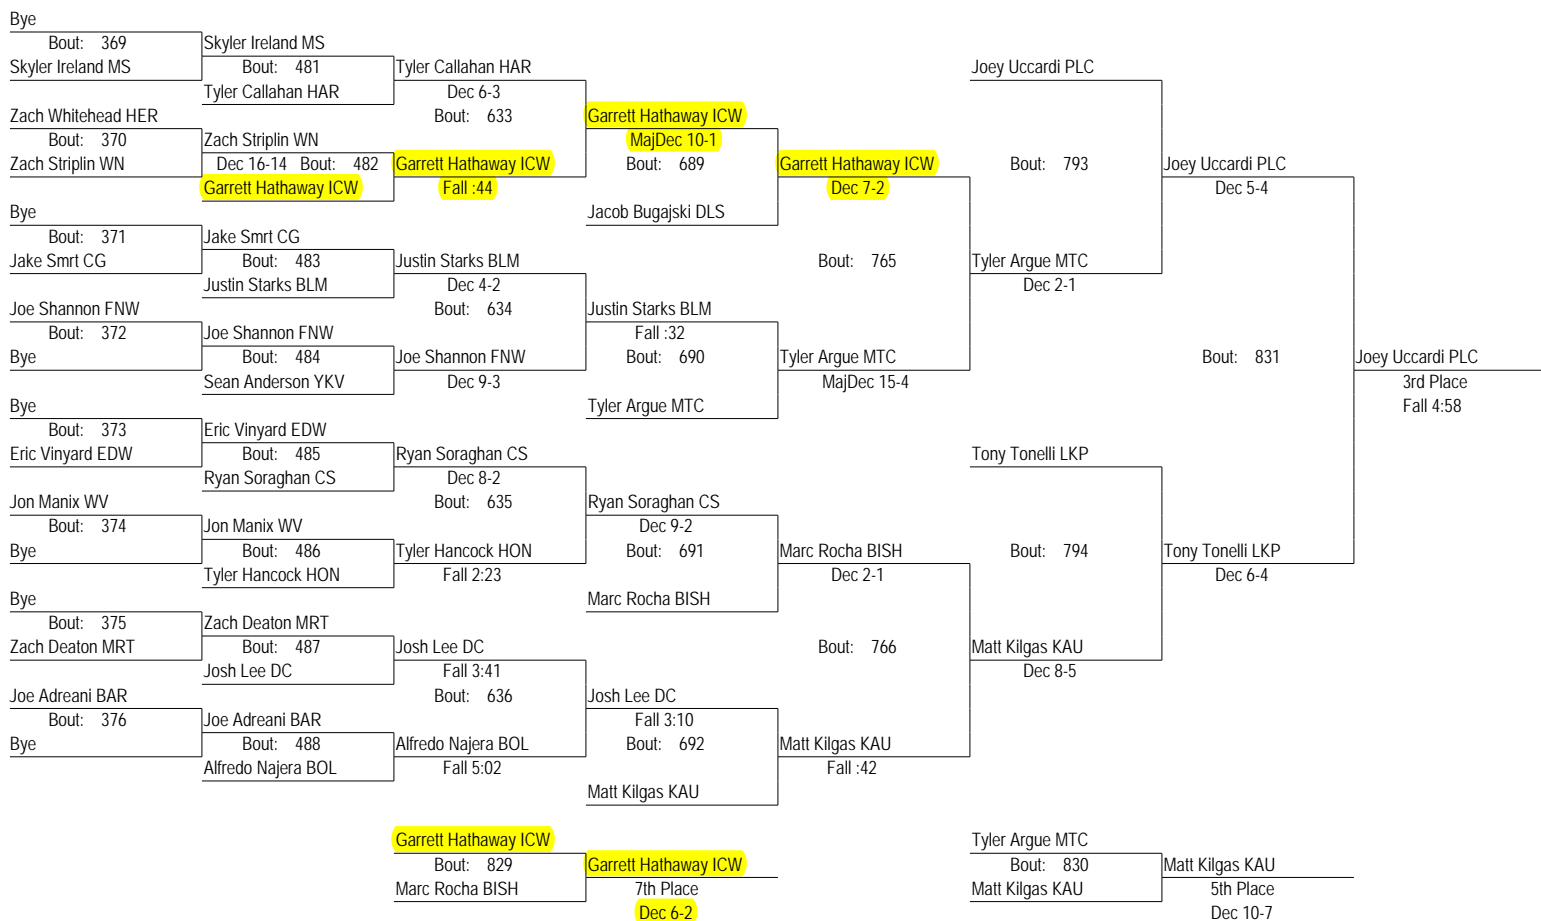 Bye
Bout: 369
Skyler Ireland MS
Skyler Ireland MS
Bout: 481
Tyler Callahan HAR
Tyler Callahan HAR
Dec 6-3
Bout: 633
Zach Whitehead HER
Bout: 370
Zach Striplin WN
Zach Striplin WN
Dec 16-14 Bout: 482
Garrett Hathaway ICW
Garrett Hathaway ICW
Fall :44
Garrett Hathaway ICW
MajDec 10-1
Bout: 689
Jacob Bugajski DLS
Garrett Hathaway ICW
Dec 7-2
Bye
Bout: 371
Jake Smrt CG
Jake Smrt CG
Bout: 483
Justin Starks BLM
Justin Starks BLM
Dec 4-2
Bout: 634
Joe Shannon FNW
Bout: 372
Bye
Joe Shannon FNW
Bout: 484
Sean Anderson YKV
Joe Shannon FNW
Dec 9-3
Justin Starks BLM
Fall :32
Bout: 690
Tyler Argue MTC
Tyler Argue MTC
MajDec 15-4
Bout: 765
Joey Uccardi PLC
Bout: 793
Tyler Argue MTC
Dec 2-1
Joey Uccardi PLC
Dec 5-4
Bye
Bout: 373
Eric Vinyard EDW
Eric Vinyard EDW
Bout: 485
Ryan Soraghan CS
Ryan Soraghan CS
Dec 8-2
Bout: 635
Jon Manix WV
Bout: 374
Bye
Jon Manix WV
Bout: 486
Tyler Hancock HON
Tyler Hancock HON
Fall 2:23
Ryan Soraghan CS
Dec 9-2
Bout: 691
Marc Rocha BISH
Marc Rocha BISH
Dec 2-1
Bye
Bout: 375
Zach Deaton MRT
Zach Deaton MRT
Bout: 487
Josh Lee DC
Josh Lee DC
Fall 3:41
Bout: 636
Joe Adreani BAR
Bout: 376
Bye
Joe Adreani BAR
Bout: 488
Alfredo Najera BOL
Alfredo Najera BOL
Fall 5:02
Josh Lee DC
Fall 3:10
Bout: 692
Matt Kilgas KAU
Matt Kilgas KAU
Fall :42
Bout: 766
Tony Tonelli LKP
Bout: 794
Matt Kilgas KAU
Dec 8-5
Tony Tonelli LKP
Dec 6-4
Bout: 831
Joey Uccardi PLC
3rd Place
Fall 4:58
Garrett Hathaway ICW
Bout: 829
Marc Rocha BISH
Garrett Hathaway ICW
7th Place
Dec 6-2
Tyler Argue MTC
Bout: 830
Matt Kilgas KAU
Matt Kilgas KAU
5th Place
Dec 10-7